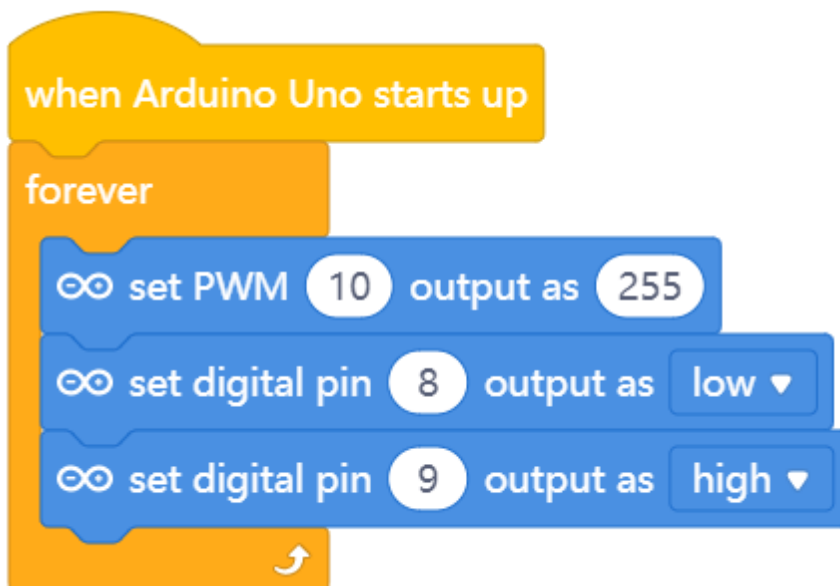 when Arduino Uno starts up
forever
set PWM 10 output as 255
set digital pin 8 output as low
set digital pin 9 output as high